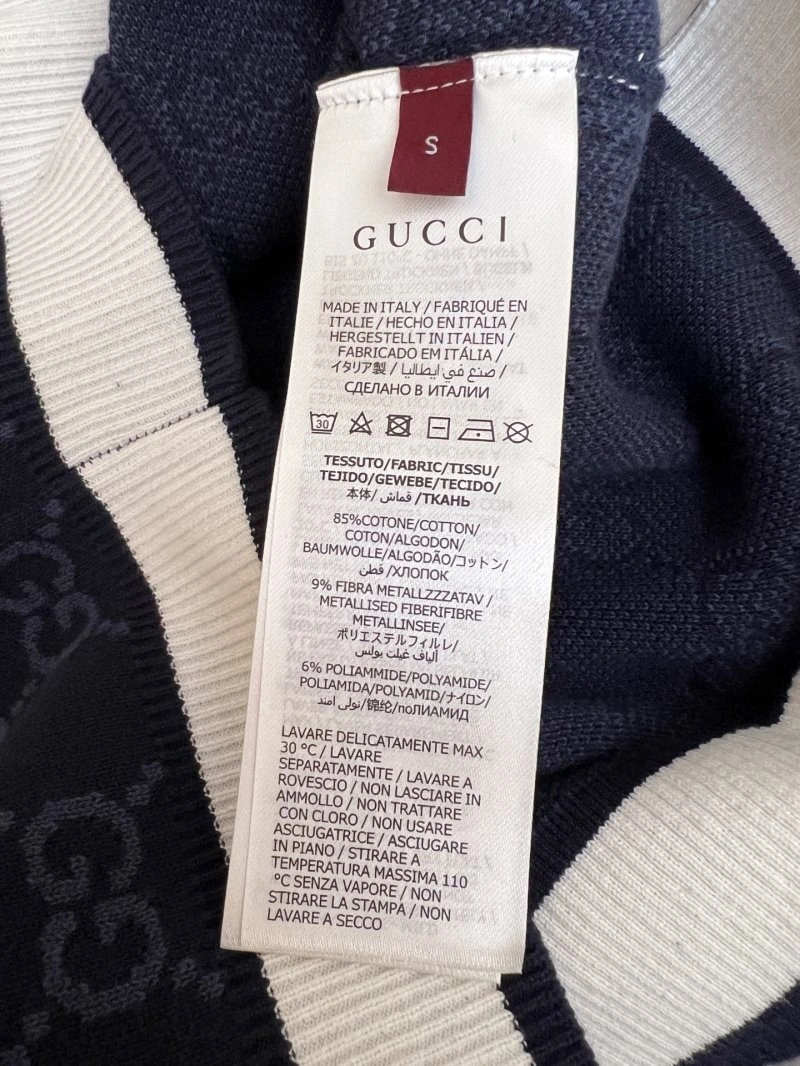 S
GUCCI
MADE IN ITALY / FABRIQUÉ EN
ITALIE / HECHO EN ITALIA /
HERGESTELLT IN ITALIEN /
FABRICADO EM ITÁLIA /
イタリア製 / صنع في ايطاليا /
СДЕЛАНО В ИТАЛИИ
30
TESSUTO/FABRIC/TISSU/
TEJIDO/GEWEBE/TECIDO/
本体/ قماش /ТКАНЬ
85%COTONE/COTTON/
COTON/ALGODON/
BAUMWOLLE/ALGODÃO/コットン/
قطن /ХЛОПОК
9% FIBRA METALLZZZATAV /
METALLISED FIBERIFIBRE
METALLINSEE/
ポリエステルフィルレ/
ألياف غيلت بولس
6% POLIAMMIDE/POLYAMIDE/
POLIAMIDA/POLYAMID/ナイロン/
نولى امند/锦纶/поЛИАМИД
LAVARE DELICATAMENTE MAX
30 °C / LAVARE
SEPARATAMENTE / LAVARE A
ROVESCIO / NON LASCIARE IN
AMMOLLO / NON TRATTARE
CON CLORO / NON USARE
ASCIUGATRICE / ASCIUGARE
IN PIANO / STIRARE A
TEMPERATURA MASSIMA 110
°C SENZA VAPORE / NON
STIRARE LA STAMPA / NON
LAVARE A SECCO